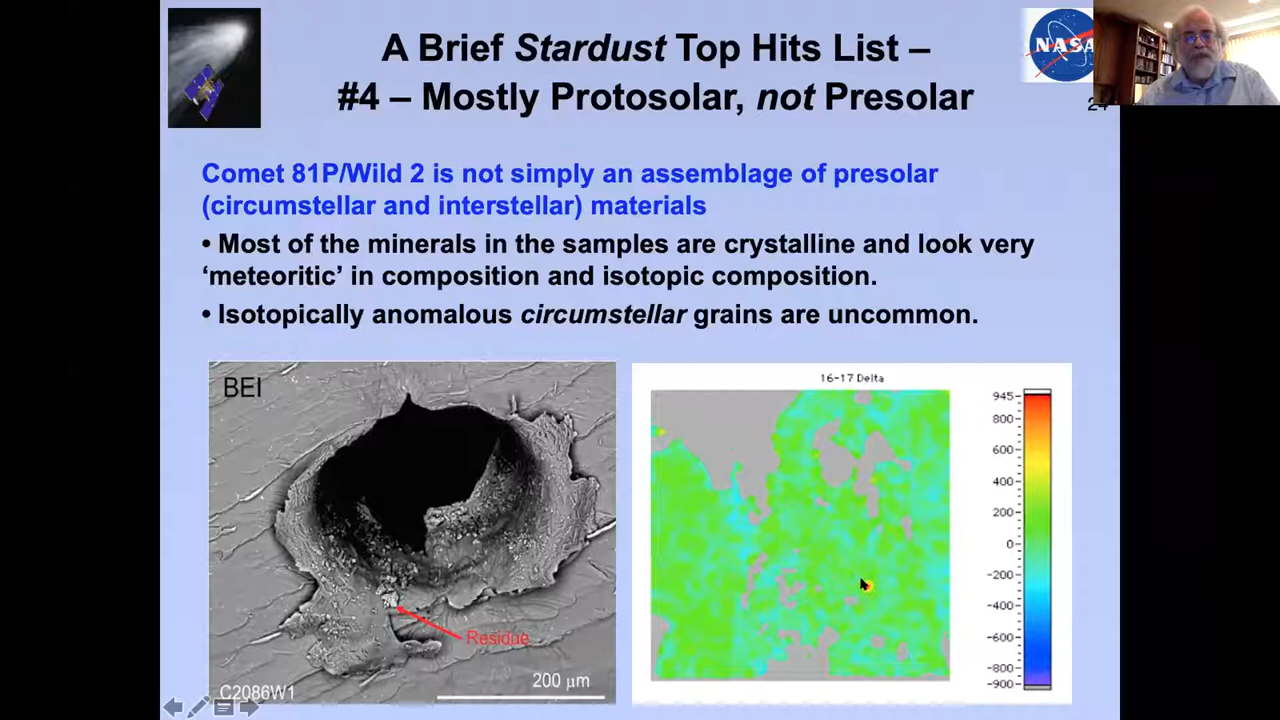 A Brief Stardust Top Hits List –
#4 – Mostly Protosolar, not Presolar
NASA
Comet 81P/Wild 2 is not simply an assemblage of presolar
(circumstellar and interstellar) materials
• Most of the minerals in the samples are crystalline and look very
‘meteoritic’ in composition and isotopic composition.
• Isotopically anomalous circumstellar grains are uncommon.
BEI
Residue
200 µm
C2086W1
16-17 Delta
945
800
600
400
200
0
-200
-400
-600
-800
-900